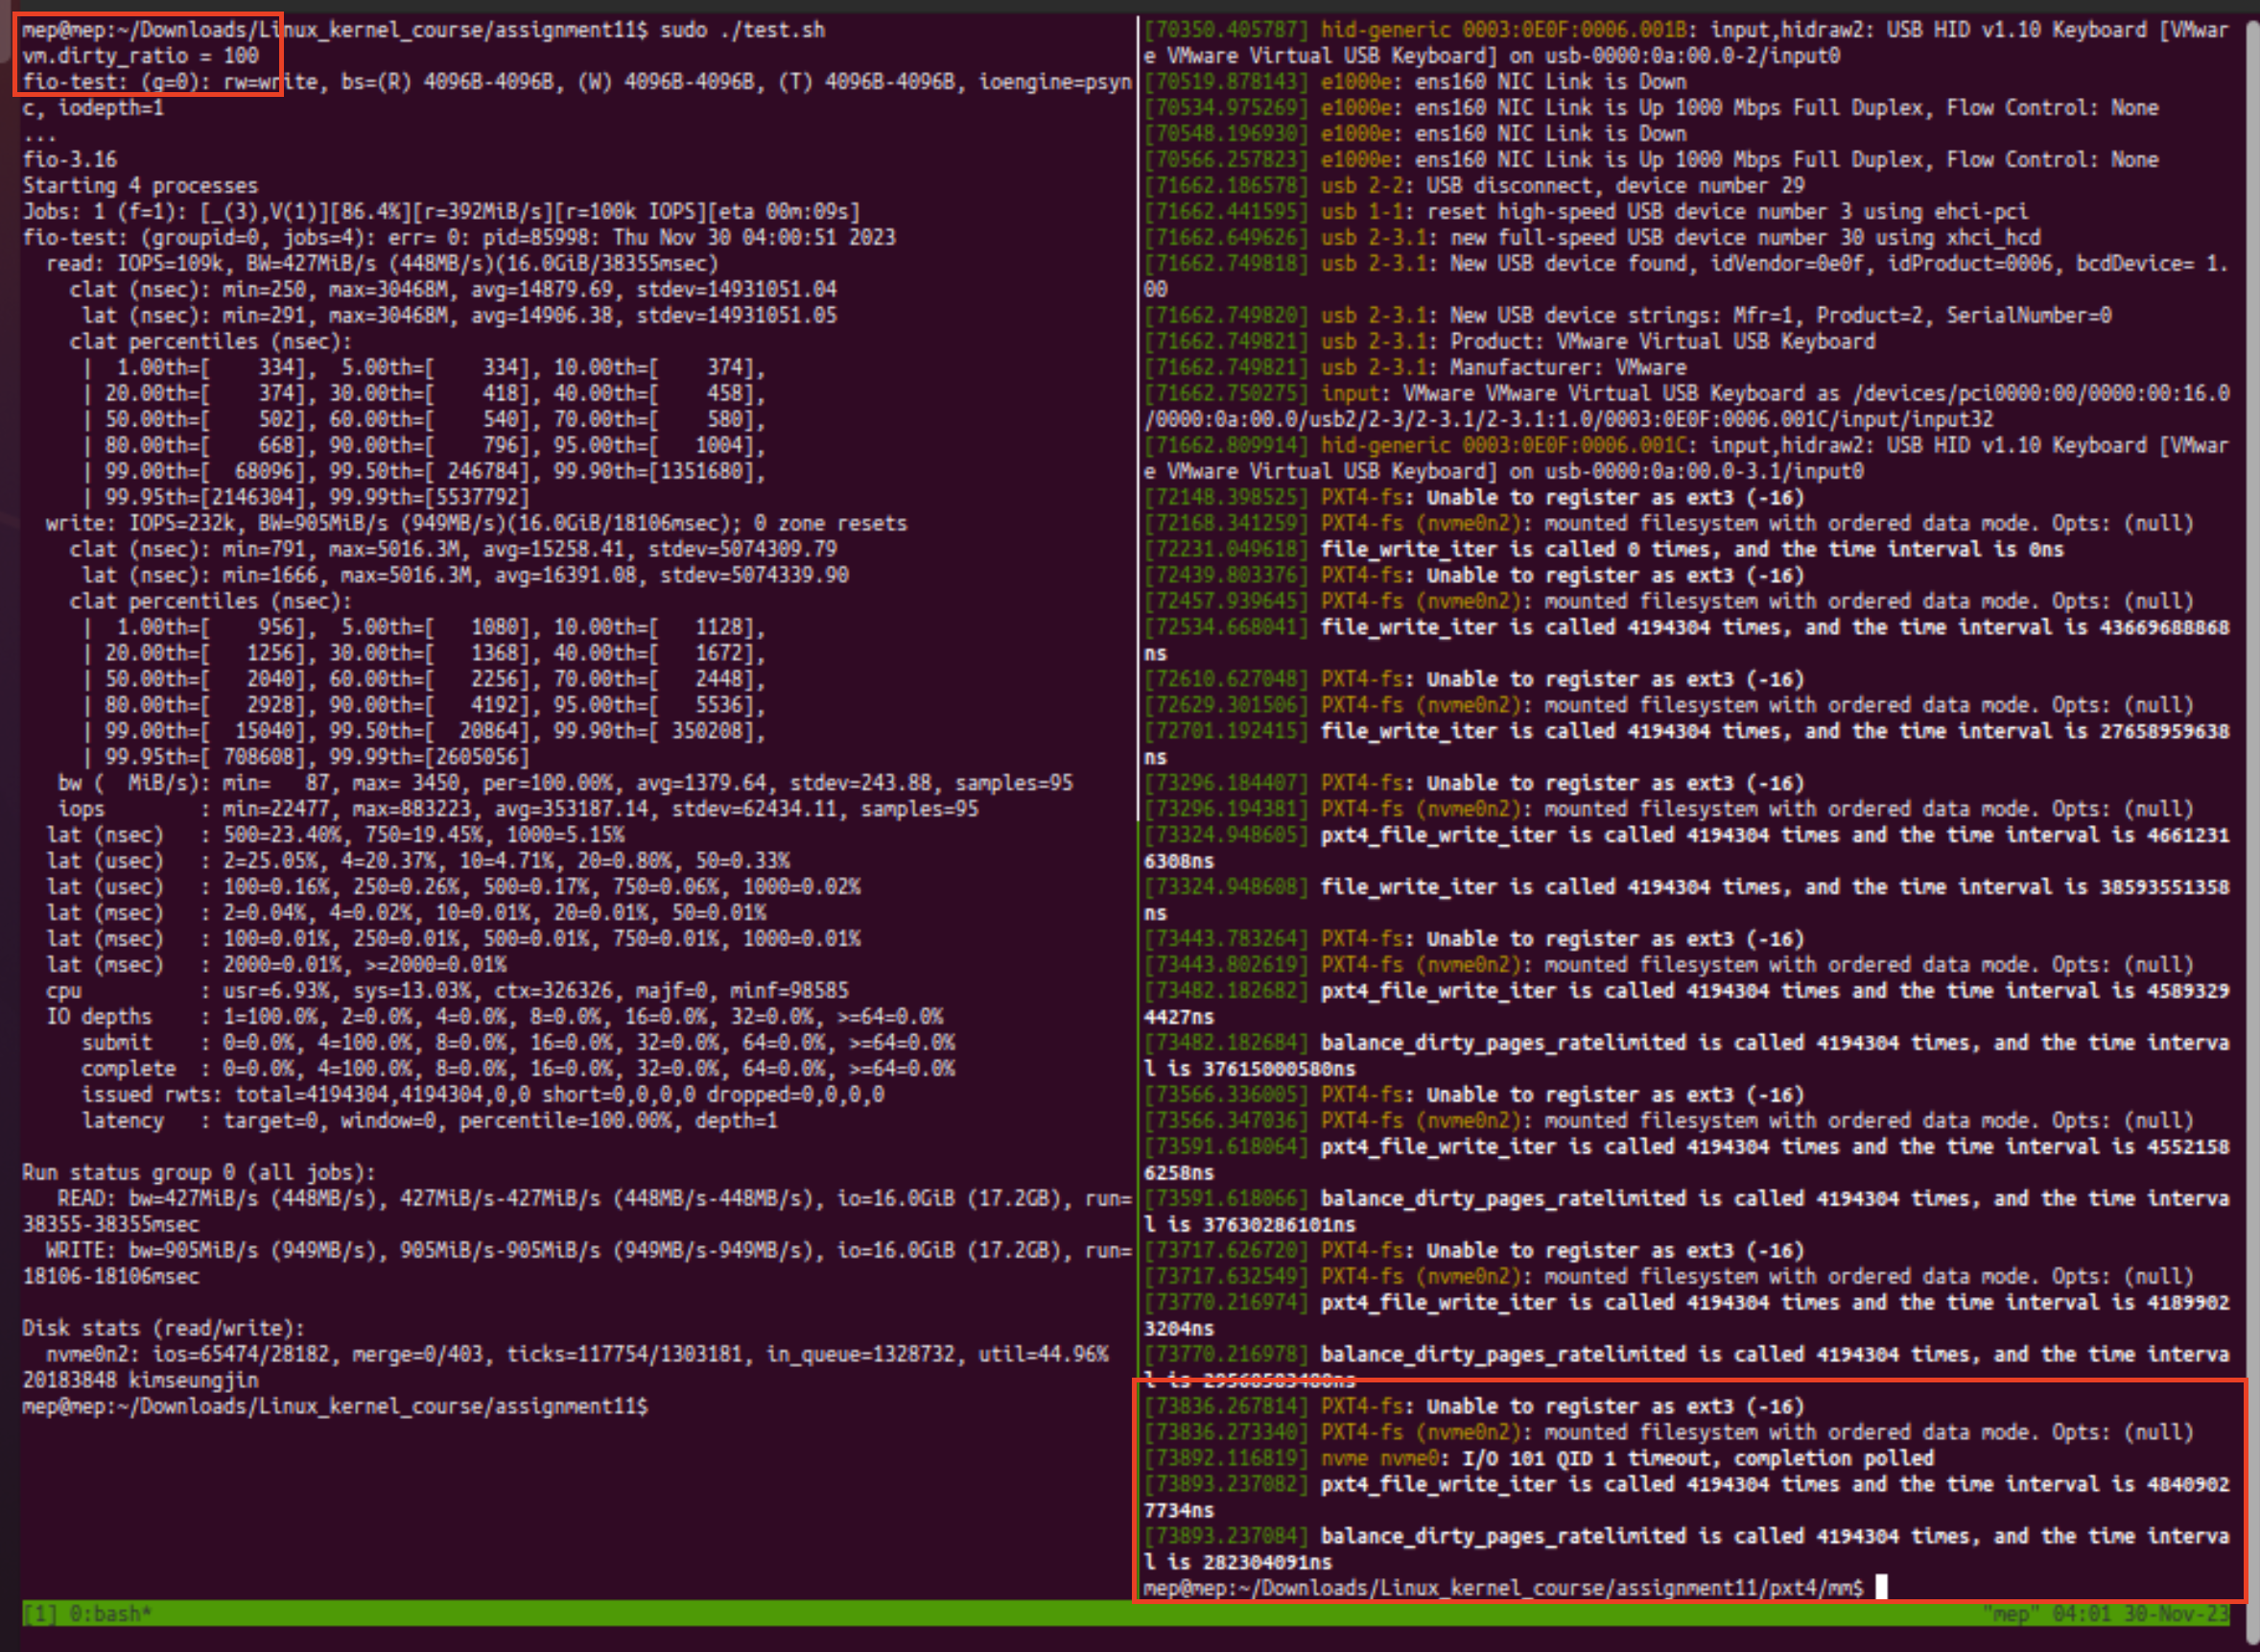 mep@mep:~/Downloads/Linux_kernel_course/assignment11$ sudo ./test.sh
vm.dirty_ratio = 100
fio-test: (g=0): rw=write, bs=(R) 4096B-4096B, (W) 4096B-4096B, (T) 4096B-4096B, ioengine=psyn
c, iodepth=1
...
fio-3.16
Starting 4 processes
Jobs: 1 (f=1): [_(3),V(1)][86.4%][r=392MiB/s][r=100k IOPS][eta 00m:09s]
fio-test: (groupid=0, jobs=4): err= 0: pid=85998: Thu Nov 30 04:00:51 2023
  read: IOPS=109k, BW=427MiB/s (448MB/s)(16.0GiB/38355msec)
    clat (nsec): min=250, max=30468M, avg=14879.69, stdev=14931051.04
     lat (nsec): min=291, max=30468M, avg=14906.38, stdev=14931051.05
    clat percentiles (nsec):
     |  1.00th=[    334],  5.00th=[    334], 10.00th=[    374],
     | 20.00th=[    374], 30.00th=[    418], 40.00th=[    458],
     | 50.00th=[    502], 60.00th=[    540], 70.00th=[    580],
     | 80.00th=[    668], 90.00th=[    796], 95.00th=[   1004],
     | 99.00th=[  68096], 99.50th=[ 246784], 99.90th=[1351680],
     | 99.95th=[2146304], 99.99th=[5537792]
  write: IOPS=232k, BW=905MiB/s (949MB/s)(16.0GiB/18106msec); 0 zone resets
    clat (nsec): min=791, max=5016.3M, avg=15258.41, stdev=5074309.79
     lat (nsec): min=1666, max=5016.3M, avg=16391.08, stdev=5074339.90
    clat percentiles (nsec):
     |  1.00th=[    956],  5.00th=[   1080], 10.00th=[   1128],
     | 20.00th=[   1256], 30.00th=[   1368], 40.00th=[   1672],
     | 50.00th=[   2040], 60.00th=[   2256], 70.00th=[   2448],
     | 80.00th=[   2928], 90.00th=[   4192], 95.00th=[   5536],
     | 99.00th=[  15040], 99.50th=[  20864], 99.90th=[ 350208],
     | 99.95th=[ 708608], 99.99th=[2605056]
   bw (  MiB/s): min=   87, max= 3450, per=100.00%, avg=1379.64, stdev=243.88, samples=95
   iops        : min=22477, max=883223, avg=353187.14, stdev=62434.11, samples=95
  lat (nsec)   : 500=23.40%, 750=19.45%, 1000=5.15%
  lat (usec)   : 2=25.05%, 4=20.37%, 10=4.71%, 20=0.80%, 50=0.33%
  lat (usec)   : 100=0.16%, 250=0.26%, 500=0.17%, 750=0.06%, 1000=0.02%
  lat (msec)   : 2=0.04%, 4=0.02%, 10=0.01%, 20=0.01%, 50=0.01%
  lat (msec)   : 100=0.01%, 250=0.01%, 500=0.01%, 750=0.01%, 1000=0.01%
  lat (msec)   : 2000=0.01%, >=2000=0.01%
  cpu          : usr=6.93%, sys=13.03%, ctx=326326, majf=0, minf=98585
  IO depths    : 1=100.0%, 2=0.0%, 4=0.0%, 8=0.0%, 16=0.0%, 32=0.0%, >=64=0.0%
     submit    : 0=0.0%, 4=100.0%, 8=0.0%, 16=0.0%, 32=0.0%, 64=0.0%, >=64=0.0%
     complete  : 0=0.0%, 4=100.0%, 8=0.0%, 16=0.0%, 32=0.0%, 64=0.0%, >=64=0.0%
     issued rwts: total=4194304,4194304,0,0 short=0,0,0,0 dropped=0,0,0,0
     latency   : target=0, window=0, percentile=100.00%, depth=1
Run status group 0 (all jobs):
   READ: bw=427MiB/s (448MB/s), 427MiB/s-427MiB/s (448MB/s-448MB/s), io=16.0GiB (17.2GB), run=
38355-38355msec
  WRITE: bw=905MiB/s (949MB/s), 905MiB/s-905MiB/s (949MB/s-949MB/s), io=16.0GiB (17.2GB), run=
18106-18106msec
Disk stats (read/write):
  nvme0n2: ios=65474/28182, merge=0/403, ticks=117754/1303181, in_queue=1328732, util=44.96%
20183848 kimseungjin
mep@mep:~/Downloads/Linux_kernel_course/assignment11$
[70350.405787] hid-generic 0003:0E0F:0006.001B: input,hidraw2: USB HID v1.10 Keyboard [VMwar
e VMware Virtual USB Keyboard] on usb-0000:0a:00.0-2/input0
[70519.878143] e1000e: ens160 NIC Link is Down
[70534.975269] e1000e: ens160 NIC Link is Up 1000 Mbps Full Duplex, Flow Control: None
[70548.196930] e1000e: ens160 NIC Link is Down
[70566.257823] e1000e: ens160 NIC Link is Up 1000 Mbps Full Duplex, Flow Control: None
[71662.186578] usb 2-2: USB disconnect, device number 29
[71662.441595] usb 1-1: reset high-speed USB device number 3 using ehci-pci
[71662.649626] usb 2-3.1: new full-speed USB device number 30 using xhci_hcd
[71662.749818] usb 2-3.1: New USB device found, idVendor=0e0f, idProduct=0006, bcdDevice= 1.
00
[71662.749820] usb 2-3.1: New USB device strings: Mfr=1, Product=2, SerialNumber=0
[71662.749821] usb 2-3.1: Product: VMware Virtual USB Keyboard
[71662.749821] usb 2-3.1: Manufacturer: VMware
[71662.750275] input: VMware VMware Virtual USB Keyboard as /devices/pci0000:00/0000:00:16.0
/0000:0a:00.0/usb2/2-3/2-3.1/2-3.1:1.0/0003:0E0F:0006.001C/input/input32
[71662.809914] hid-generic 0003:0E0F:0006.001C: input,hidraw2: USB HID v1.10 Keyboard [VMwar
e VMware Virtual USB Keyboard] on usb-0000:0a:00.0-3.1/input0
[72148.398525] PXT4-fs: Unable to register as ext3 (-16)
[72168.341259] PXT4-fs (nvme0n2): mounted filesystem with ordered data mode. Opts: (null)
[72231.049618] file_write_iter is called 0 times, and the time interval is 0ns
[72439.803376] PXT4-fs: Unable to register as ext3 (-16)
[72457.939645] PXT4-fs (nvme0n2): mounted filesystem with ordered data mode. Opts: (null)
[72534.668041] file_write_iter is called 4194304 times, and the time interval is 43669688868
ns
[72610.627048] PXT4-fs: Unable to register as ext3 (-16)
[72629.301506] PXT4-fs (nvme0n2): mounted filesystem with ordered data mode. Opts: (null)
[72701.192415] file_write_iter is called 4194304 times, and the time interval is 27658959638
ns
[73296.184407] PXT4-fs: Unable to register as ext3 (-16)
[73296.194381] PXT4-fs (nvme0n2): mounted filesystem with ordered data mode. Opts: (null)
[73324.948605] pxt4_file_write_iter is called 4194304 times and the time interval is 4661231
6308ns
[73324.948608] file_write_iter is called 4194304 times, and the time interval is 38593551358
ns
[73443.783264] PXT4-fs: Unable to register as ext3 (-16)
[73443.802619] PXT4-fs (nvme0n2): mounted filesystem with ordered data mode. Opts: (null)
[73482.182682] pxt4_file_write_iter is called 4194304 times and the time interval is 4589329
4427ns
[73482.182684] balance_dirty_pages_ratelimited is called 4194304 times, and the time interva
l is 37615000580ns
[73566.336005] PXT4-fs: Unable to register as ext3 (-16)
[73566.347036] PXT4-fs (nvme0n2): mounted filesystem with ordered data mode. Opts: (null)
[73591.618064] pxt4_file_write_iter is called 4194304 times and the time interval is 4552158
6258ns
[73591.618066] balance_dirty_pages_ratelimited is called 4194304 times, and the time interva
l is 37630286101ns
[73717.626720] PXT4-fs: Unable to register as ext3 (-16)
[73717.632549] PXT4-fs (nvme0n2): mounted filesystem with ordered data mode. Opts: (null)
[73770.216974] pxt4_file_write_iter is called 4194304 times and the time interval is 4189902
3204ns
[73770.216978] balance_dirty_pages_ratelimited is called 4194304 times, and the time interva
l is
[73836.267814] PXT4-fs: Unable to register as ext3 (-16)
[73836.273340] PXT4-fs (nvme0n2): mounted filesystem with ordered data mode. Opts: (null)
[73892.116819] nvme nvme0: I/O 101 QID 1 timeout, completion polled
[73893.237082] pxt4_file_write_iter is called 4194304 times and the time interval is 4840902
7734ns
[73893.237084] balance_dirty_pages_ratelimited is called 4194304 times, and the time interva
l is 282304091ns
mep@mep:~/Downloads/Linux_kernel_course/assignment11/pxt4/mm$
[1] 0:bash*
"mep" 04:01 30-Nov-23